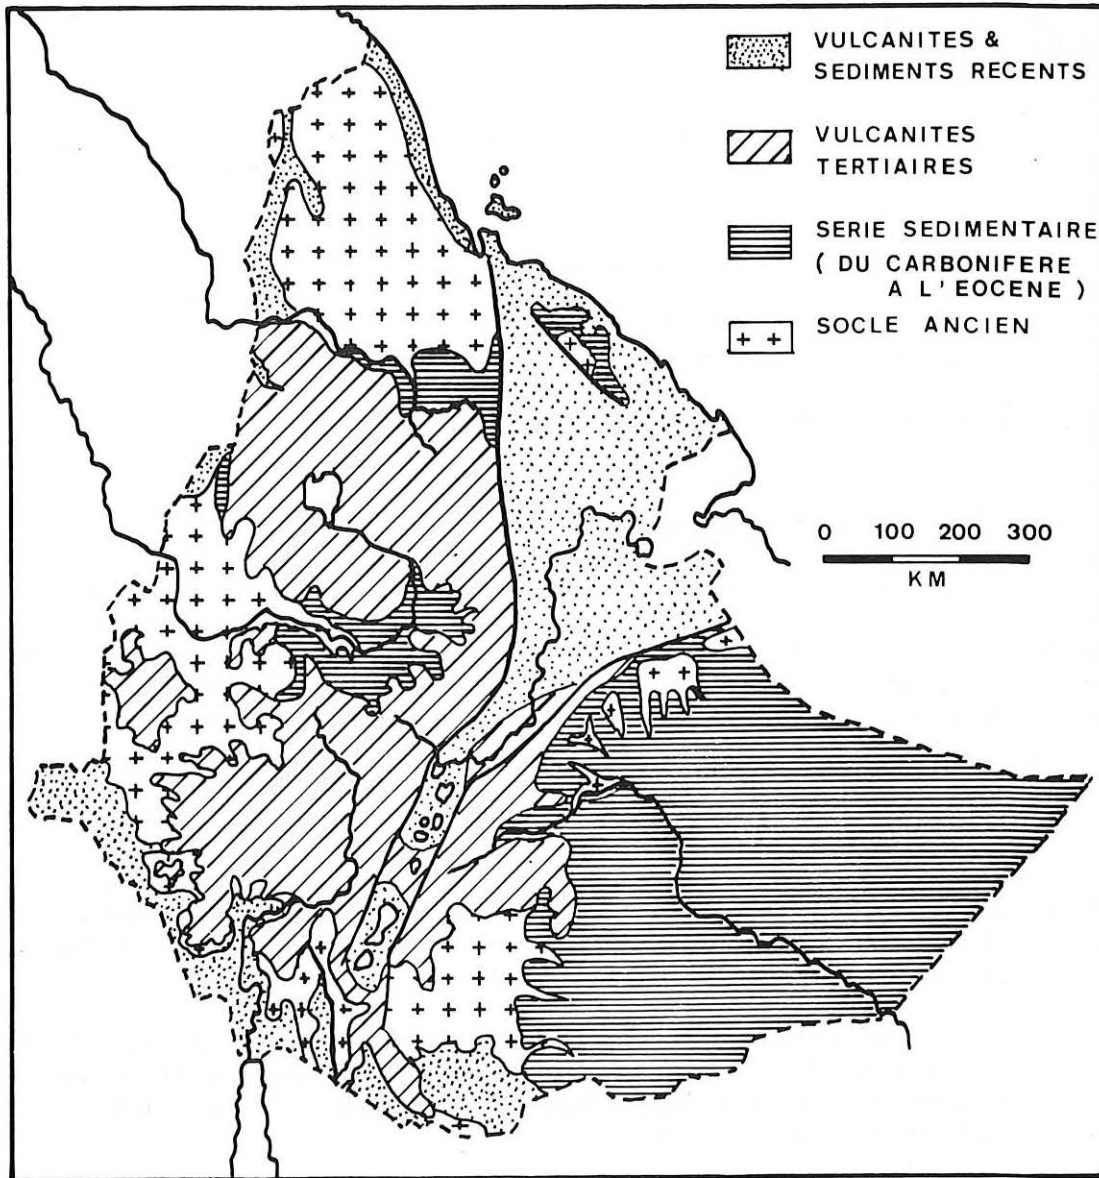 VULCANITES &
SEDIMENTS RECENTS
VULCANITES
TERTIAIRES
SERIE SEDIMENTAIRE
( DU CARBONIFERE
A L'EOCENE )
SOCLE ANCIEN
0 100 200 300
KM